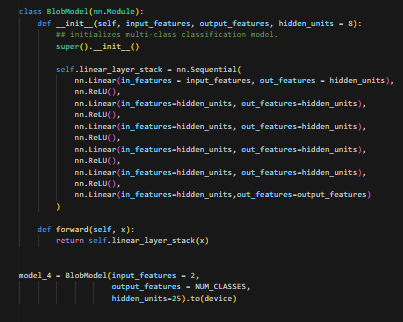 class BlobModel(nn.Module):
    def __init__(self, input_features, output_features, hidden_units = 8):
        ## initializes multi-class classification model.
        super().__init__()

        self.linear_layer_stack = nn.Sequential(
            nn.Linear(in_features = input_features, out_features = hidden_units),
            nn.ReLU(),
            nn.Linear(in_features=hidden_units, out_features=hidden_units),
            nn.ReLU(),
            nn.Linear(in_features=hidden_units, out_features=hidden_units),
            nn.ReLU(),
            nn.Linear(in_features=hidden_units, out_features=hidden_units),
            nn.ReLU(),
            nn.Linear(in_features=hidden_units, out_features=hidden_units),
            nn.ReLU(),
            nn.Linear(in_features=hidden_units,out_features=output_features)
        )

    def forward(self, x):
        return self.linear_layer_stack(x)


model_4 = BlobModel(input_features = 2,
                    output_features = NUM_CLASSES,
                    hidden_units=25).to(device)